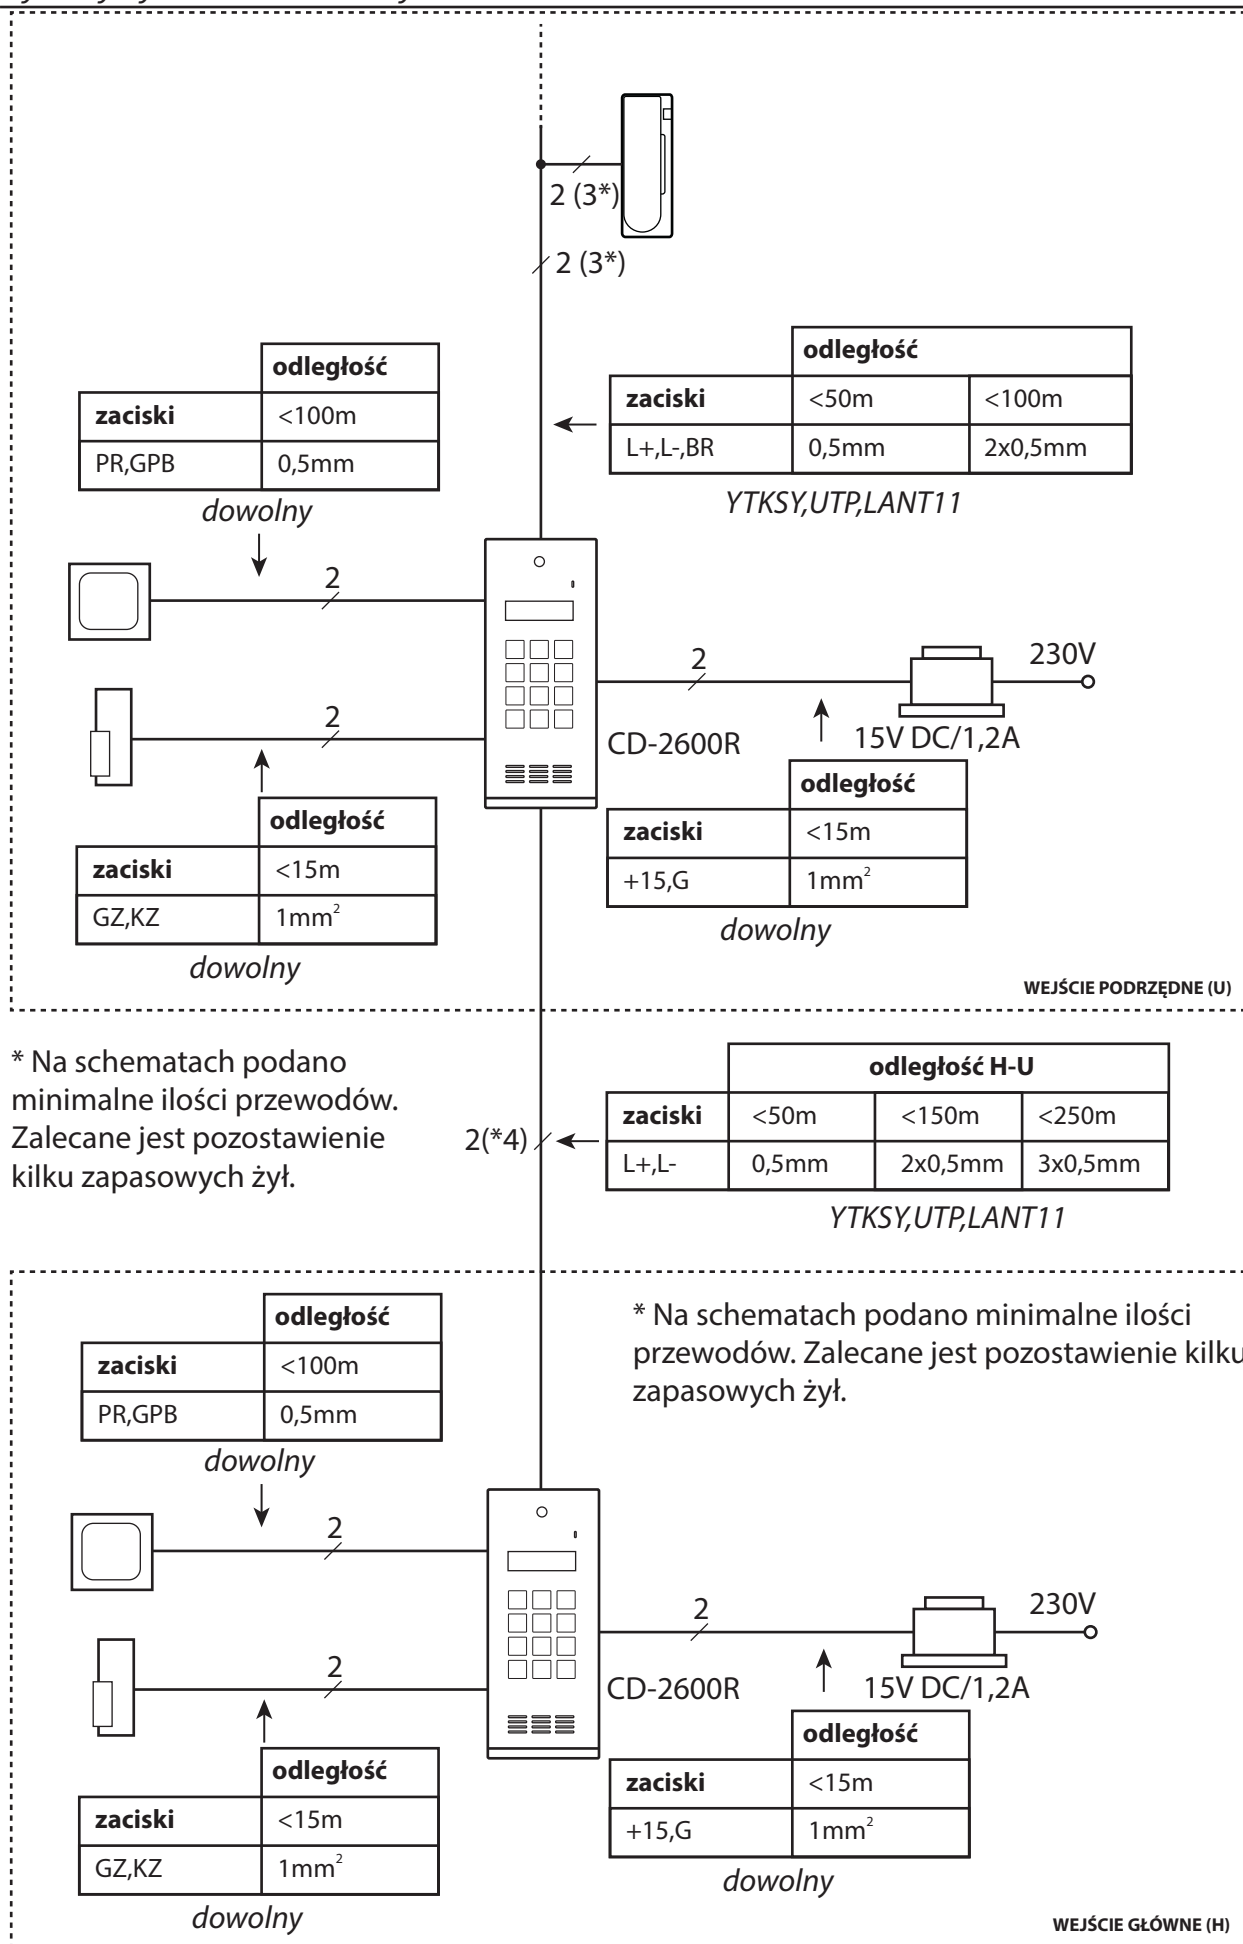 2 (3*)
2 (3*)
odległość
zaciski <100m
PR,GPB 0,5mm
dowolny
odległość
zaciski <50m <100m
L+,L-,BR 0,5mm 2x0,5mm
YTKSY,UTP,LANT11
2
2
2
230V
CD-2600R
15V DC/1,2A
odległość
zaciski <15m
GZ,KZ 1mm²
dowolny
odległość
zaciski <15m
+15,G 1mm²
dowolny
WEJŚCIE PODRZĘDNE (U)
* Na schematach podano
minimalne ilości przewodów.
Zalecane jest pozostawienie
kilku zapasowych żył.
2(*4)
odległość H-U
zaciski <50m <150m <250m
L+,L- 0,5mm 2x0,5mm 3x0,5mm
YTKSY,UTP,LANT11
odległość
zaciski <100m
PR,GPB 0,5mm
dowolny
* Na schematach podano minimalne ilości
przewodów. Zalecane jest pozostawienie kilku
zapasowych żył.
2
2
2
230V
CD-2600R
15V DC/1,2A
odległość
zaciski <15m
GZ,KZ 1mm²
dowolny
odległość
zaciski <15m
+15,G 1mm²
dowolny
WEJŚCIE GŁÓWNE (H)